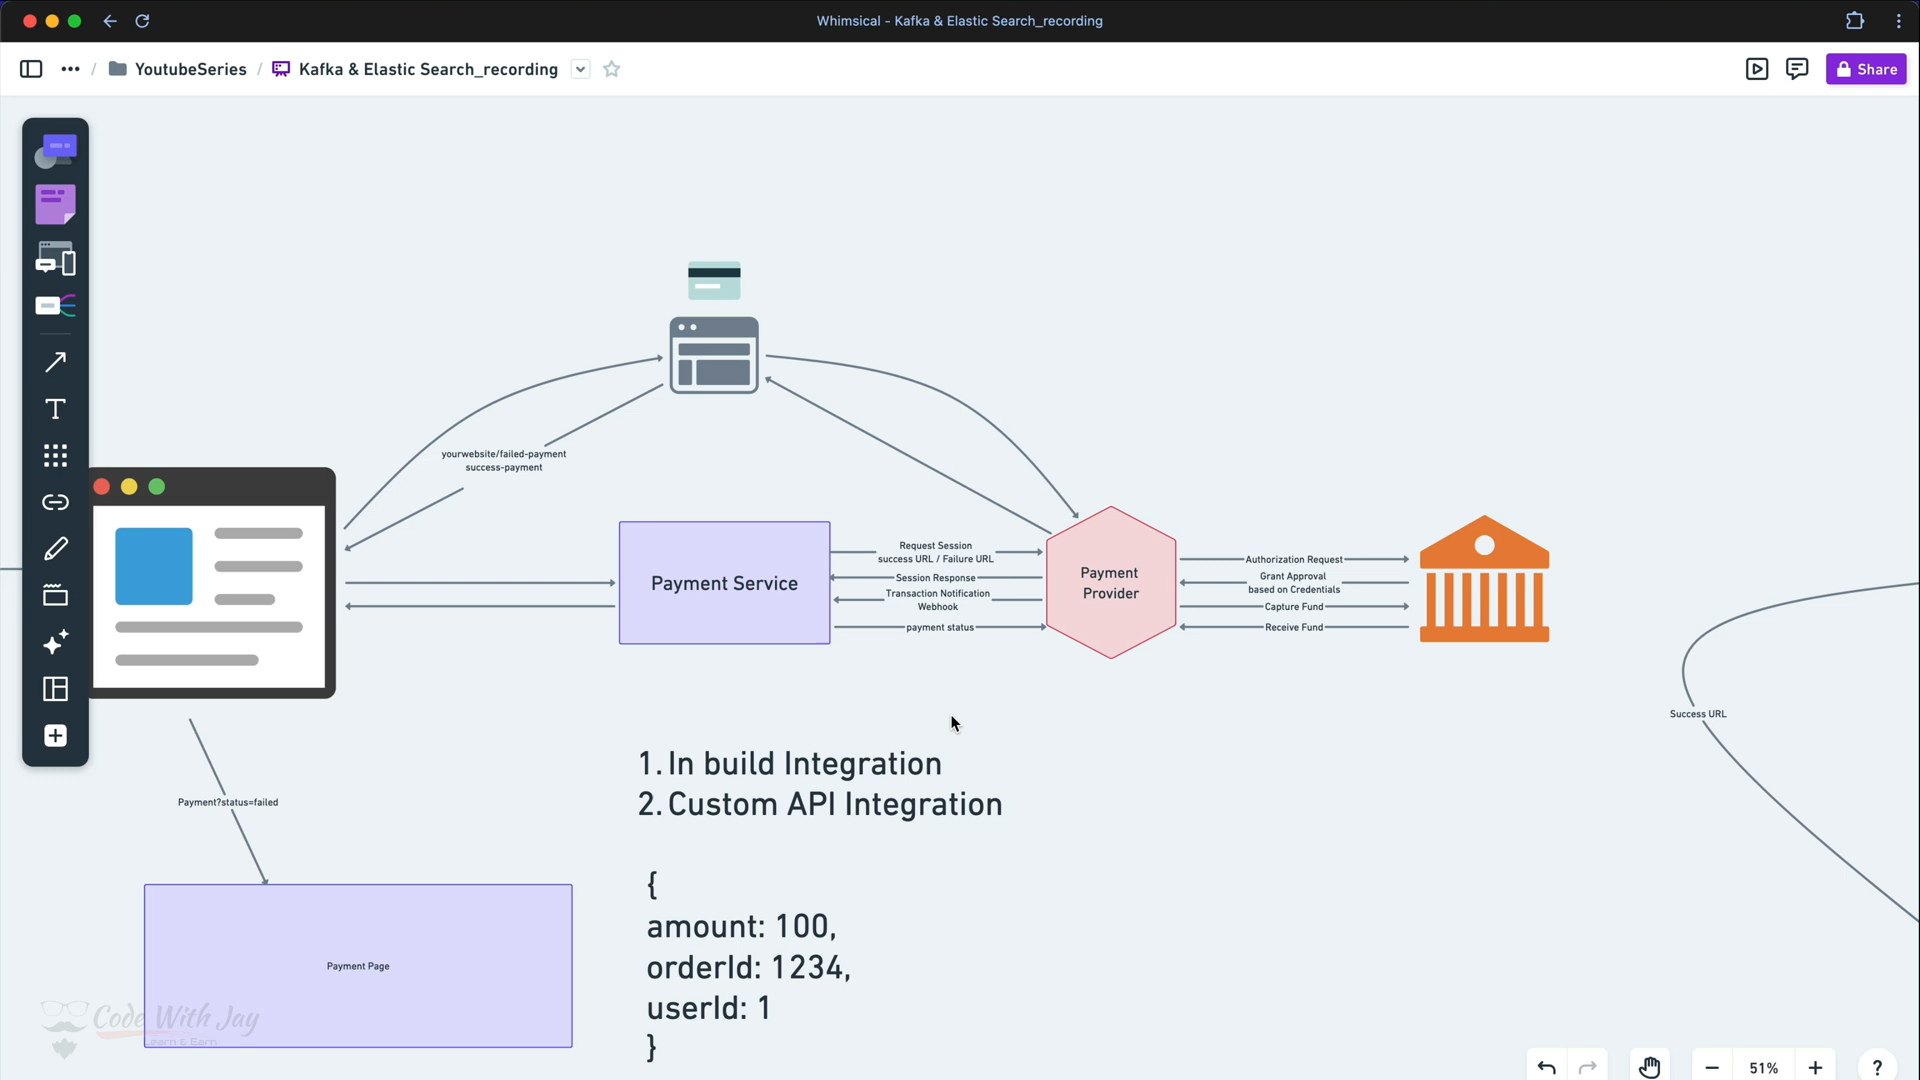 Whimsical - Kafka & Elastic Search_recording
YoutubeSeries / Kafka & Elastic Search_recording
Share
yourwebsite/failed-payment
success-payment
Payment Service
Request Session
success URL / Failure URL
Session Response
Transaction Notification
Webhook
payment status
Payment
Provider
Authorization Request
Grant Approval
based on Credentials
Capture Fund
Receive Fund
Success URL
1. In build Integration
2. Custom API Integration
Payment?status=failed
{
amount: 100,
orderId: 1234,
userId: 1
}
Payment Page
Code With Jay
Learn & Earn
51%
?